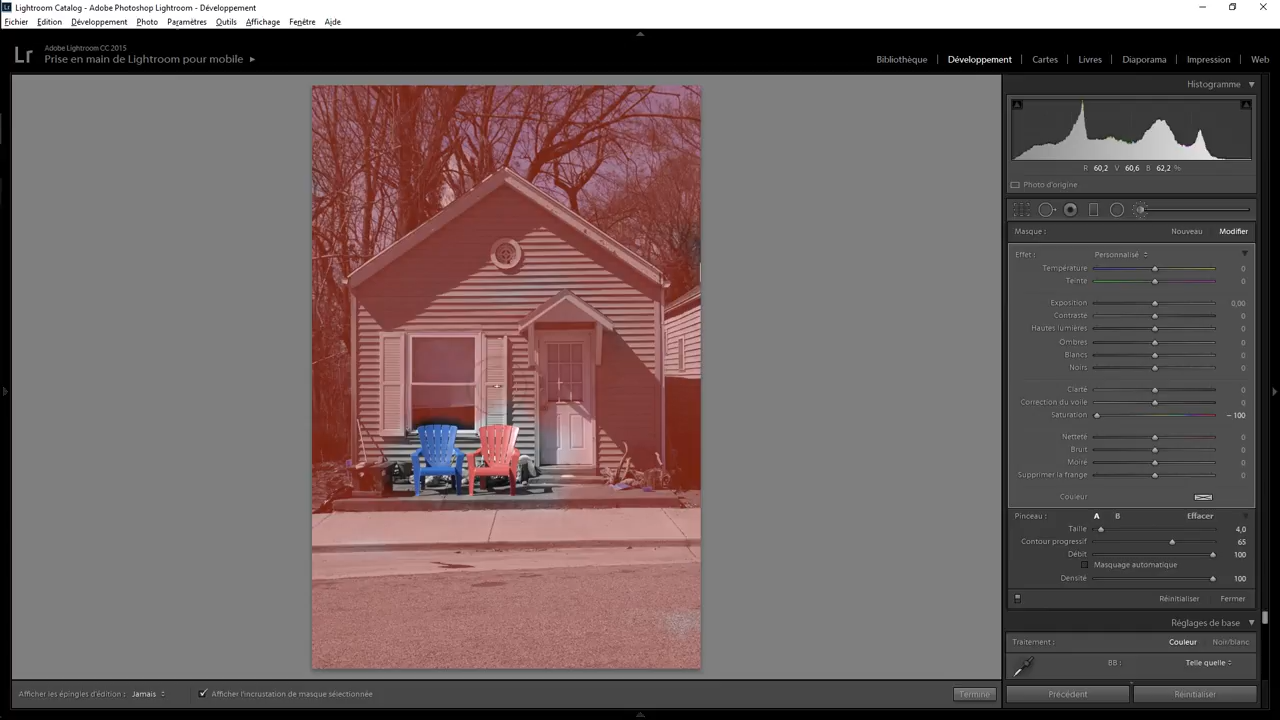 Lightroom Catalog - Adobe Photoshop Lightroom - Développement
Fichier Edition Développement Photo Paramètres Outils Affichage Fenêtre Aide
Lr
Adobe Lightroom CC 2015
Prise en main de Lightroom pour mobile
Bibliothèque | Développement | Cartes | Livres | Diaporama | Impression | Web
Histogramme
R 60,2 V 60,6 B 62,2 %
Photo d'origine
Masque : Nouveau Modifier
Effet : Personnalisé
Température 0
Teinte 0
Exposition 0,00
Contraste 0
Hautes lumières 0
Ombres 0
Blancs 0
Noirs 0
Clarté 0
Correction du voile 0
Saturation – 100
Netteté 0
Bruit 0
Moiré 0
Supprimer la frange 0
Couleur
Pinceau : A B Effacer
Taille 4,0
Contour progressif 65
Débit 100
Masquage automatique
Densité 100
Réinitialiser Fermer
Réglages de base
Traitement : Couleur | Noir/blanc
BB : Telle quelle
Afficher les épingles d'édition : Jamais Afficher l'incrustation de masque sélectionnée Terminé
Précédent Réinitialiser